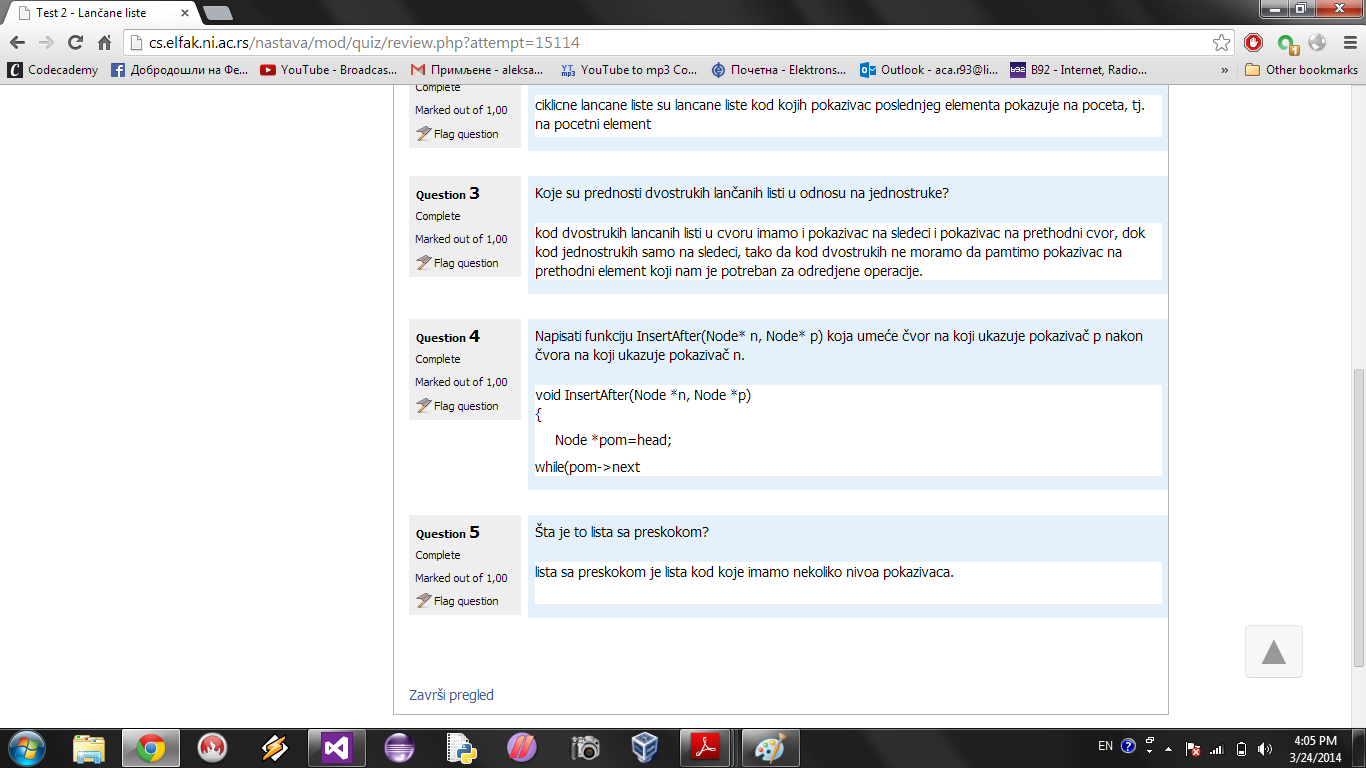 Test 2 - Lančane liste
cs.elfak.ni.ac.rs/nastava/mod/quiz/review.php?attempt=15114
Codecademy
Добродошли на Фе...
YouTube - Broadcas...
Примљене - aleksa...
YT mp3
YouTube to mp3 Co...
Почетна - Elektrons...
Outlook - aca.r93@li...
B92
B92 - Internet, Radio...
»
Other bookmarks
Complete
Marked out of 1,00
Flag question
ciklicne lancane liste su lancane liste kod kojih pokazivac poslednjeg elementa pokazuje na poceta, tj.
na pocetni element
Question 3
Complete
Marked out of 1,00
Flag question
Koje su prednosti dvostrukih lančanih listi u odnosu na jednostruke?
kod dvostrukih lancanih listi u cvoru imamo i pokazivac na sledeci i pokazivac na prethodni cvor, dok
kod jednostrukih samo na sledeci, tako da kod dvostrukih ne moramo da pamtimo pokazivac na
prethodni element koji nam je potreban za odredjene operacije.
Question 4
Complete
Marked out of 1,00
Flag question
Napisati funkciju InsertAfter(Node* n, Node* p) koja umeće čvor na koji ukazuje pokazivač p nakon
čvora na koji ukazuje pokazivač n.
void InsertAfter(Node *n, Node *p)
{
Node *pom=head;
while(pom->next
Question 5
Complete
Marked out of 1,00
Flag question
Šta je to lista sa preskokom?
lista sa preskokom je lista kod koje imamo nekoliko nivoa pokazivaca.
Završi pregled
EN
4:05 PM
3/24/2014